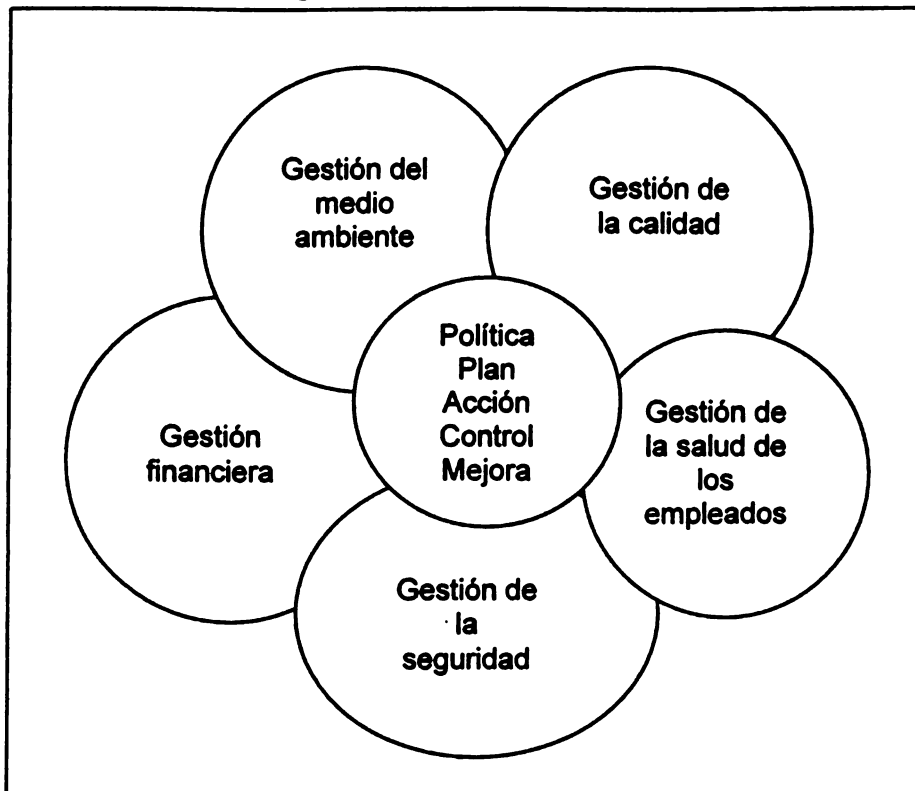 Gestión del
medio
ambiente
Gestión de
la calidad
Política
Plan
Acción
Control
Mejora
Gestión
financiera
Gestión de
la salud de
los
empleados
Gestión de
la
seguridad